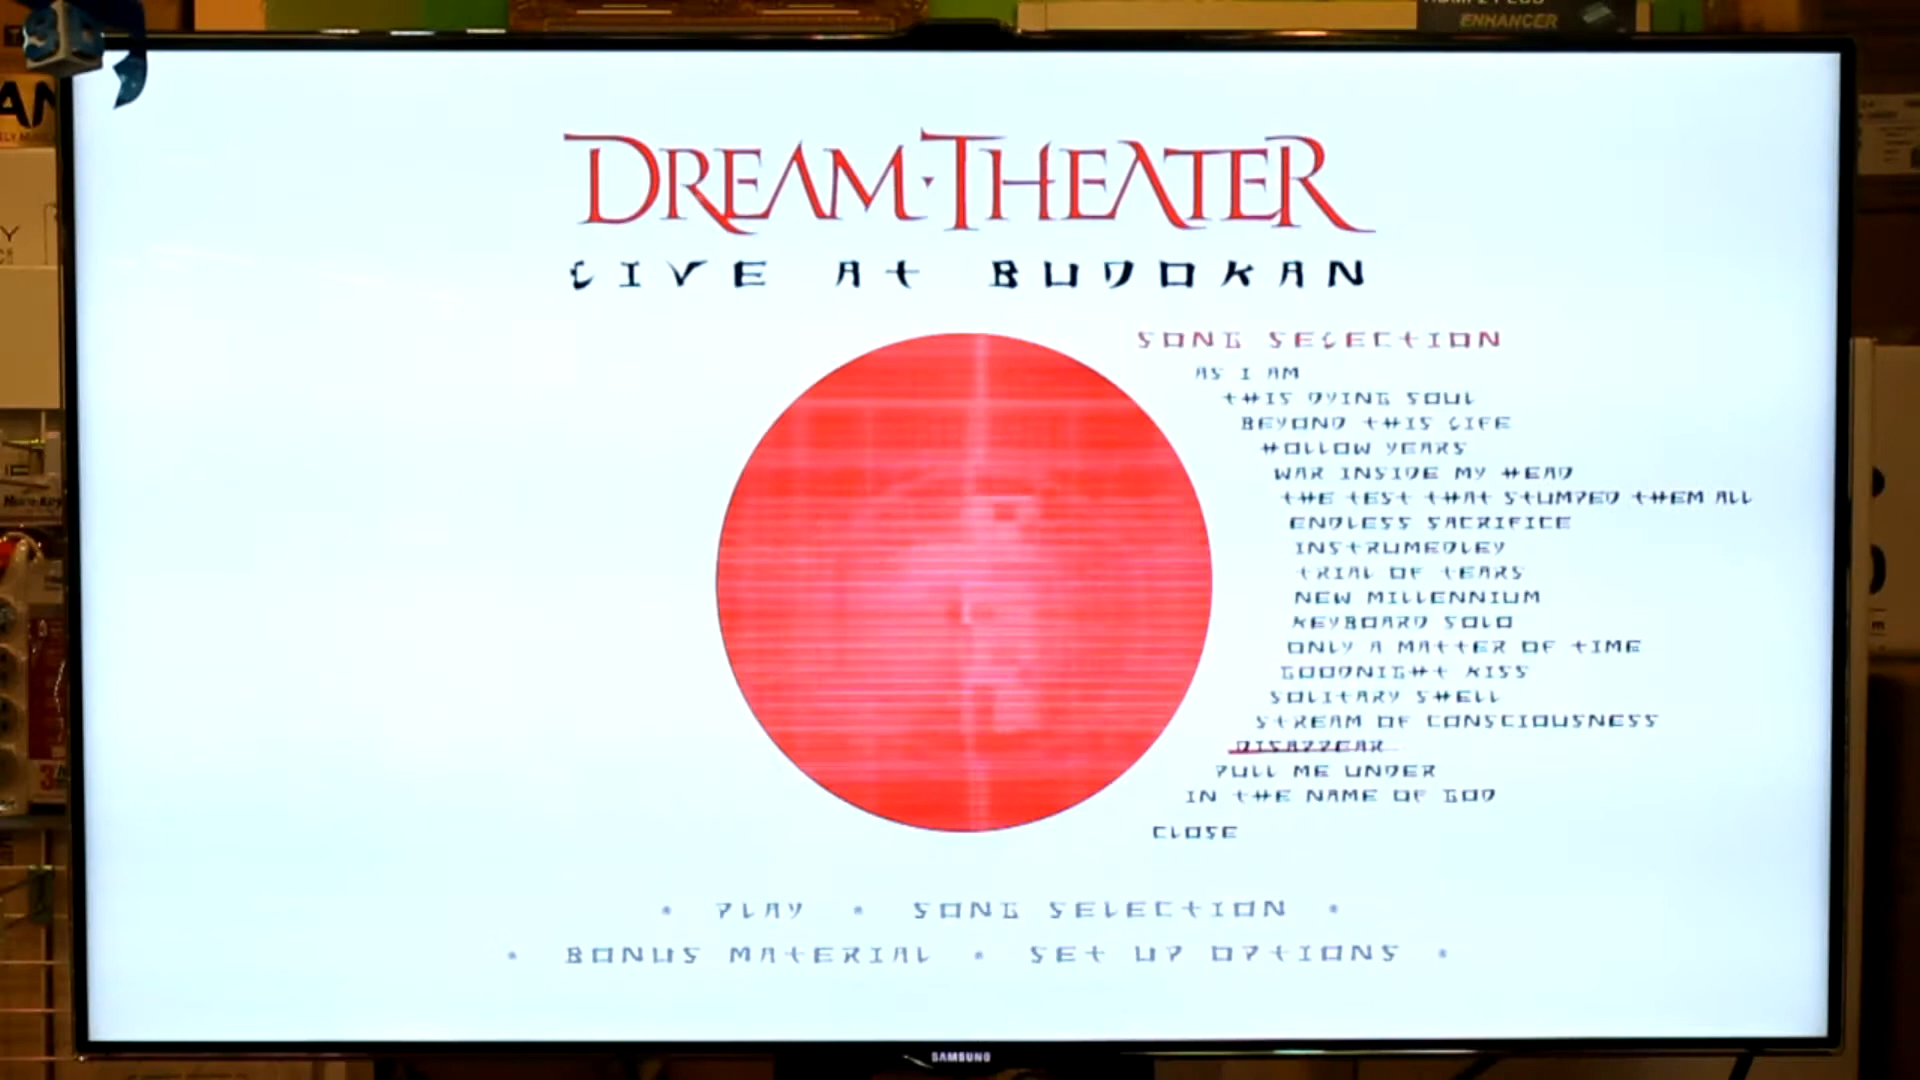 ENHANCER
DREAM THEATER
LIVE AT BUDOKAN
SONG SELECTION
AS I AM
THIS DYING SOUL
BEYOND THIS LIFE
HOLLOW YEARS
WAR INSIDE MY HEAD
THE TEST THAT STUMPED THEM ALL
ENDLESS SACRIFICE
INSTRUMEDLEY
TRIAL OF TEARS
NEW MILLENNIUM
KEYBOARD SOLO
ONLY A MATTER OF TIME
GOODNIGHT KISS
SOLITARY SHELL
STREAM OF CONSCIOUSNESS
DISAPPEAR
PULL ME UNDER
IN THE NAME OF GOD
CLOSE
• PLAY • SONG SELECTION •
• BONUS MATERIAL • SET UP OPTIONS •
SAMSUNG